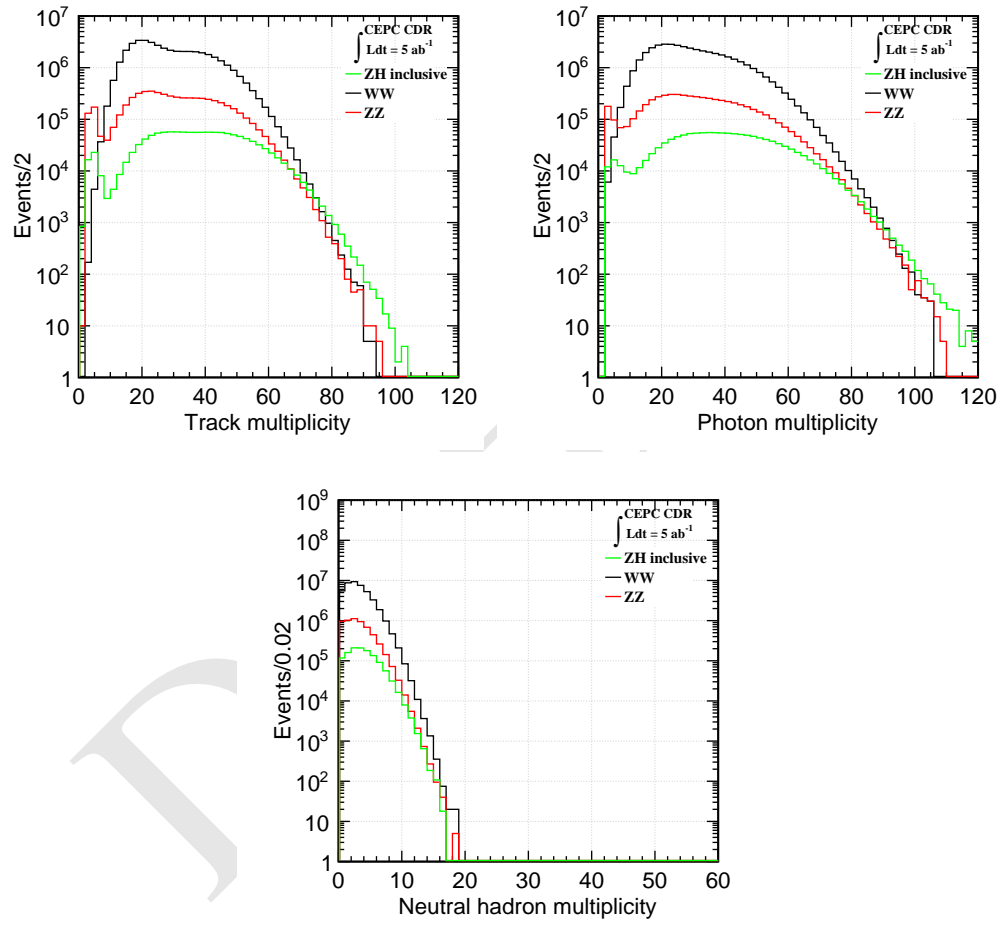 10^7
10^6
10^5
10^4
10^3
10^2
10
1
Events/2
CEPC CDR
∫ Ldt = 5 ab^-1
ZH inclusive
WW
ZZ
0 20 40 60 80 100 120
Track multiplicity
10^7
10^6
10^5
10^4
10^3
10^2
10
1
Events/2
CEPC CDR
∫ Ldt = 5 ab^-1
ZH inclusive
WW
ZZ
0 20 40 60 80 100 120
Photon multiplicity
10^9
10^8
10^7
10^6
10^5
10^4
10^3
10^2
10
1
Events/0.02
CEPC CDR
∫ Ldt = 5 ab^-1
ZH inclusive
WW
ZZ
0 10 20 30 40 50 60
Neutral hadron multiplicity